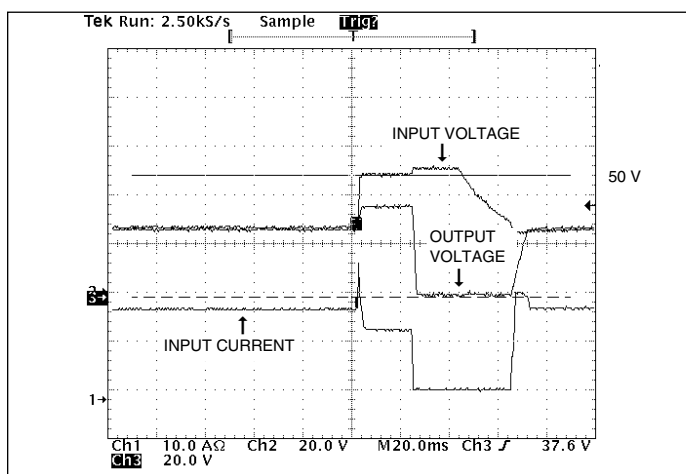 Tek Run: 2.50kS/s Sample Trig?
INPUT VOLTAGE
50 V
OUTPUT
VOLTAGE
INPUT CURRENT
1
Ch1 10.0 AΩ Ch2 20.0 V M20.0ms Ch3 37.6 V
Ch3 20.0 V